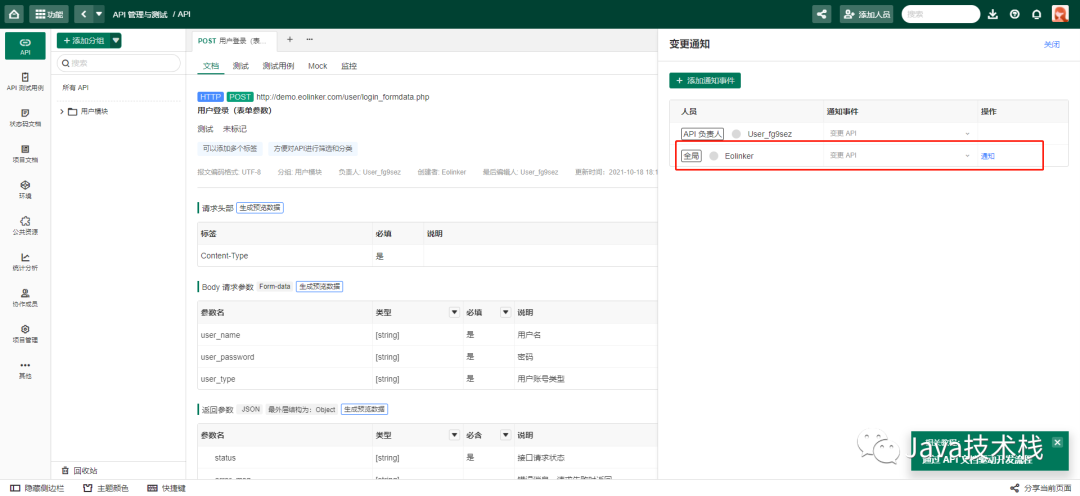 功能
API 管理与测试 / API
添加人员
搜索
API
API 测试用例
状态码文档
项目文档
环境
公共资源
统计分析
协作成员
项目管理
其他
+ 添加分组
搜索
所有 API
用户模块
回收站
POST 用户登录（表...
+ ...
文档 测试 测试用例 Mock 监控
HTTP POST http://demo.eolinker.com/user/login_formdata.php
用户登录（表单参数）
测试 未标记
可以添加多个标签 方便对API进行筛选和分类
报文编码格式: UTF-8 分组: 用户模块 负责人: User_fg9sez 创建者: Eolinker 最后编辑人: User_fg9sez 更新时间: 2021-10-18 18:1
请求头部 生成预览数据
标签 必填 说明
Content-Type 是
Body 请求参数 Form-data 生成预览数据
参数名 类型 必填 说明
user_name [string] 是 用户名
user_password [string] 是 密码
user_type [string] 是 用户账号类型
返回参数 JSON 最外层结构为: Object 生成预览数据
参数名 类型 必含 说明
status 是 接口请求状态
变更通知
关闭
+ 添加通知事件
人员 通知事件 操作
API 负责人 User_fg9sez 变更 API
全局 Eolinker 变更 API 通知
Java技术栈
通过 API 文档驱动开发流程
隐藏侧边栏 主题颜色 快捷键
分享当前页面